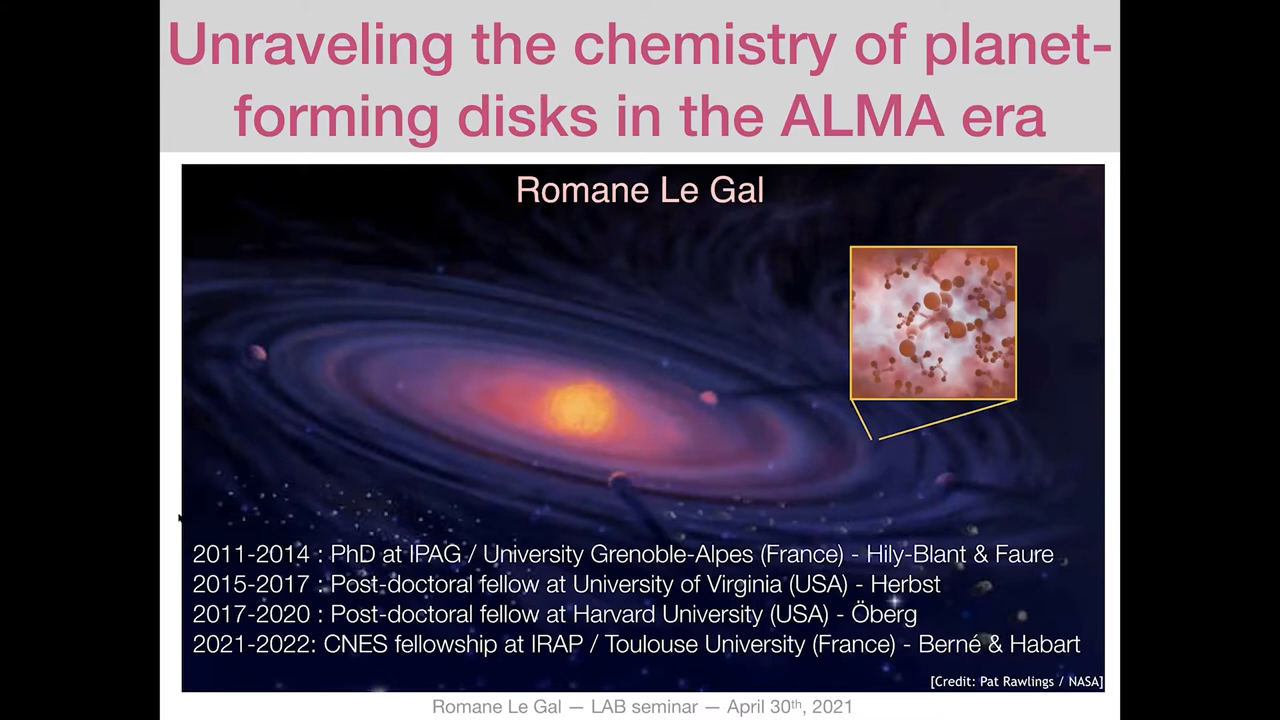 Unraveling the chemistry of planet-
forming disks in the ALMA era
Romane Le Gal
2011-2014 : PhD at IPAG / University Grenoble-Alpes (France) - Hily-Blant & Faure
2015-2017 : Post-doctoral fellow at University of Virginia (USA) - Herbst
2017-2020 : Post-doctoral fellow at Harvard University (USA) - Öberg
2021-2022: CNES fellowship at IRAP / Toulouse University (France) - Berné & Habart
[Credit: Pat Rawlings / NASA]
Romane Le Gal — LAB seminar — April 30th, 2021